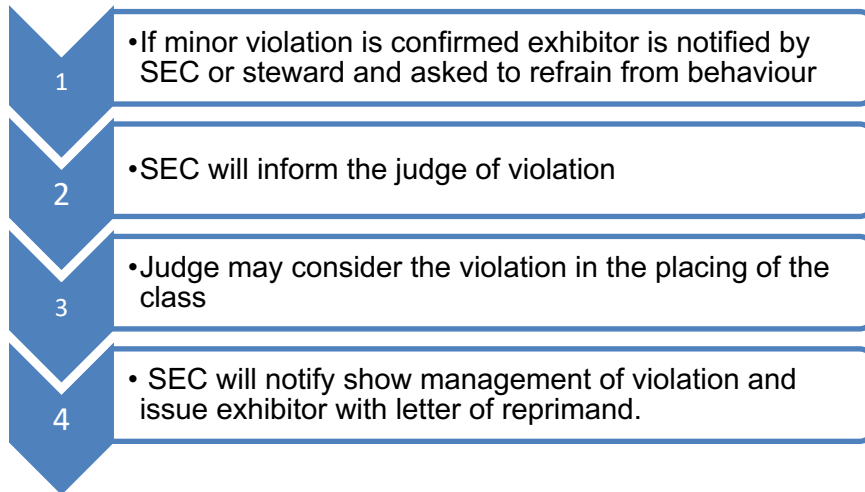 1
•If minor violation is confirmed exhibitor is notified by
SEC or steward and asked to refrain from behaviour
2
•SEC will inform the judge of violation
3
•Judge may consider the violation in the placing of the
class
4
• SEC will notify show management of violation and
issue exhibitor with letter of reprimand.